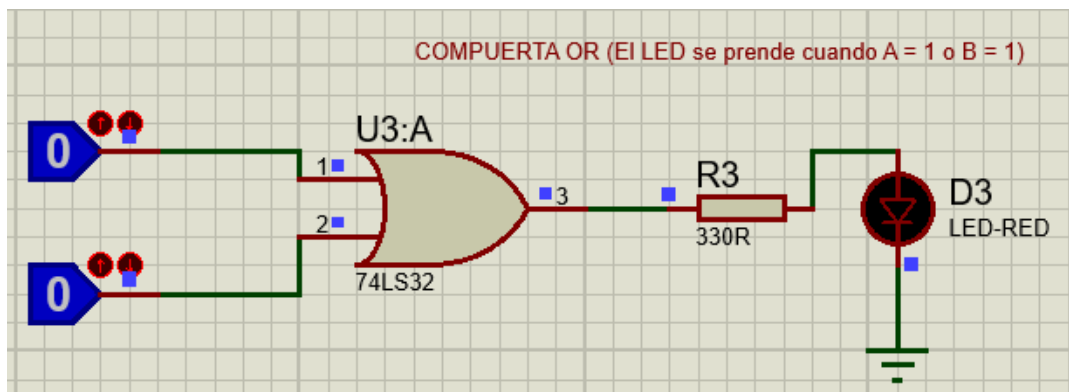 COMPUERTA OR (El LED se prende cuando A = 1 o B = 1)
0
U3:A
1
2
3
74LS32
R3
330R
D3
LED-RED
0